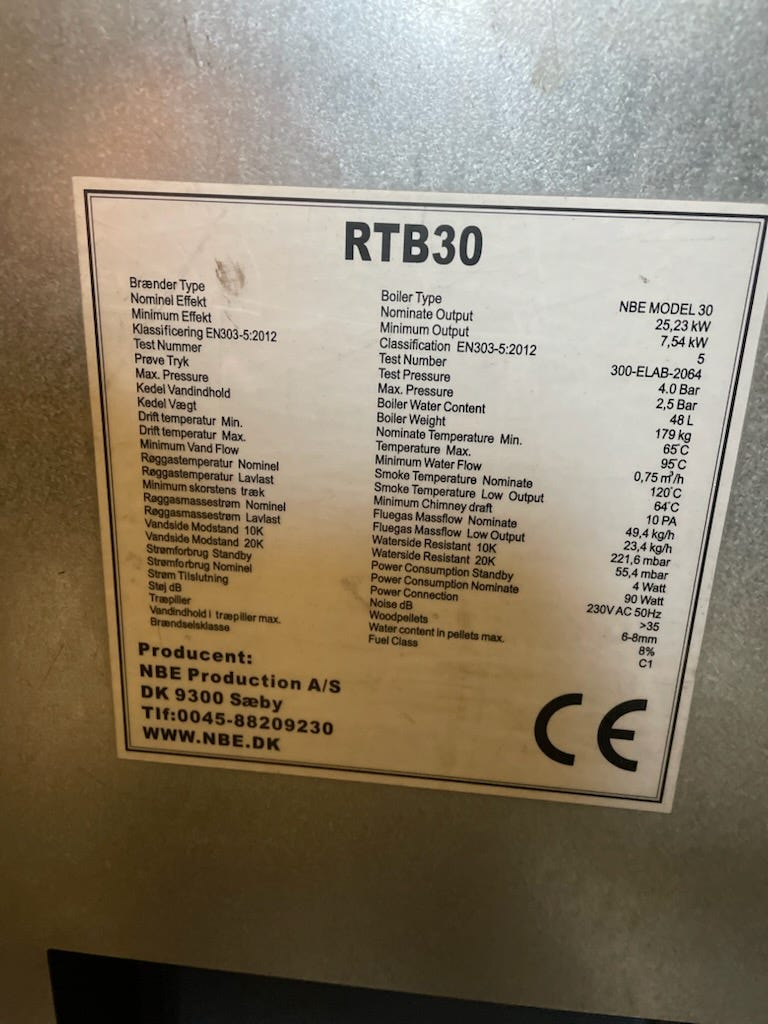 RTB30
Brænder Type Boiler Type NBE MODEL 30
Nominel Effekt Nominate Output 25,23 kW
Minimum Effekt Minimum Output 7,54 kW
Klassificering EN303-5:2012 Classification EN303-5:2012 5
Test Nummer Test Number 300-ELAB-2064
Prøve Tryk Test Pressure 4.0 Bar
Max. Pressure Max. Pressure 2,5 Bar
Kedel Vandindhold Boiler Water Content 48 L
Kedel Vægt Boiler Weight 179 kg
Drift temperatur Min. Nominate Temperature Min. 65°C
Drift temperatur Max. Temperature Max. 95°C
Minimum Vand Flow Minimum Water Flow 0,75 m³/h
Røggastemperatur Nominel Smoke Temperature Nominate 120°C
Røggastemperatur Lavlast Smoke Temperature Low Output 64°C
Minimum skorstens træk Minimum Chimney draft 10 PA
Røggasmassestrøm Nominel Fluegas Massflow Nominate 49,4 kg/h
Røggasmassestrøm Lavlast Fluegas Massflow Low Output 23,4 kg/h
Vandside Modstand 10K Waterside Resistant 10K 221,6 mbar
Vandside Modstand 20K Waterside Resistant 20K 55,4 mbar
Strømforbrug Standby Power Consumption Standby 4 Watt
Strømforbrug Nominel Power Consumption Nominate 90 Watt
Strøm Tilslutning Power Connection 230V AC 50Hz
Støj dB Noise dB >35
Træpiller Woodpellets 6-8mm
Vandindhold i træpiller max. Water content in pellets max. 8%
Brændselsklasse Fuel Class C1
Producent:
NBE Production A/S
DK 9300 Sæby
Tlf:0045-88209230
WWW.NBE.DK
CE